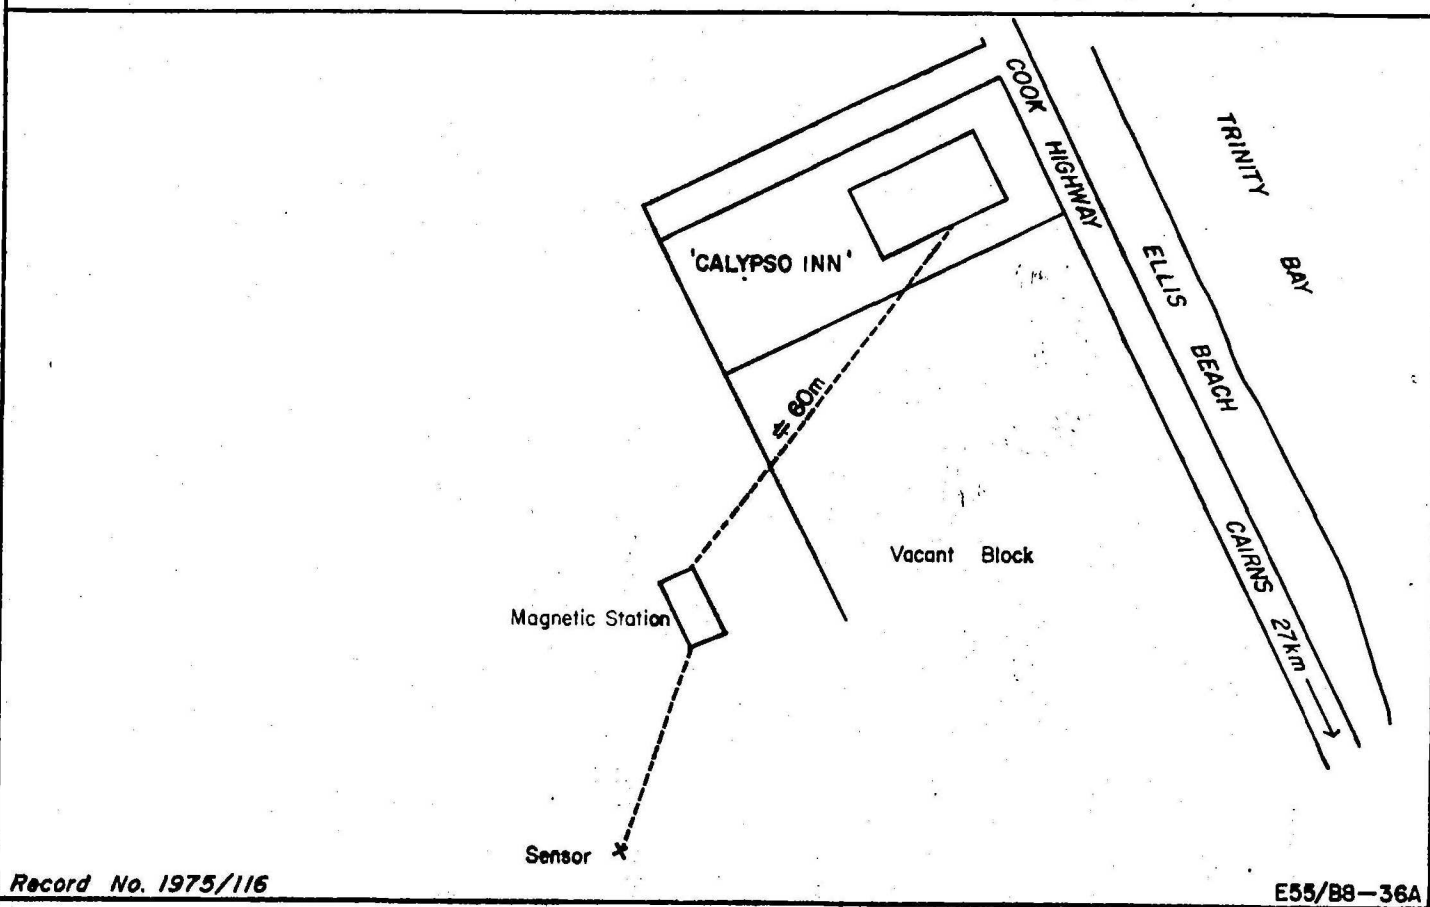 COOK HIGHWAY
TRINITY BAY
'CALYPSO INN'
ELLIS BEACH
# 60m
Vacant Block
CAIRNS 27km
Magnetic Station
Sensor
Record No. 1975/116
E55/B8-36A